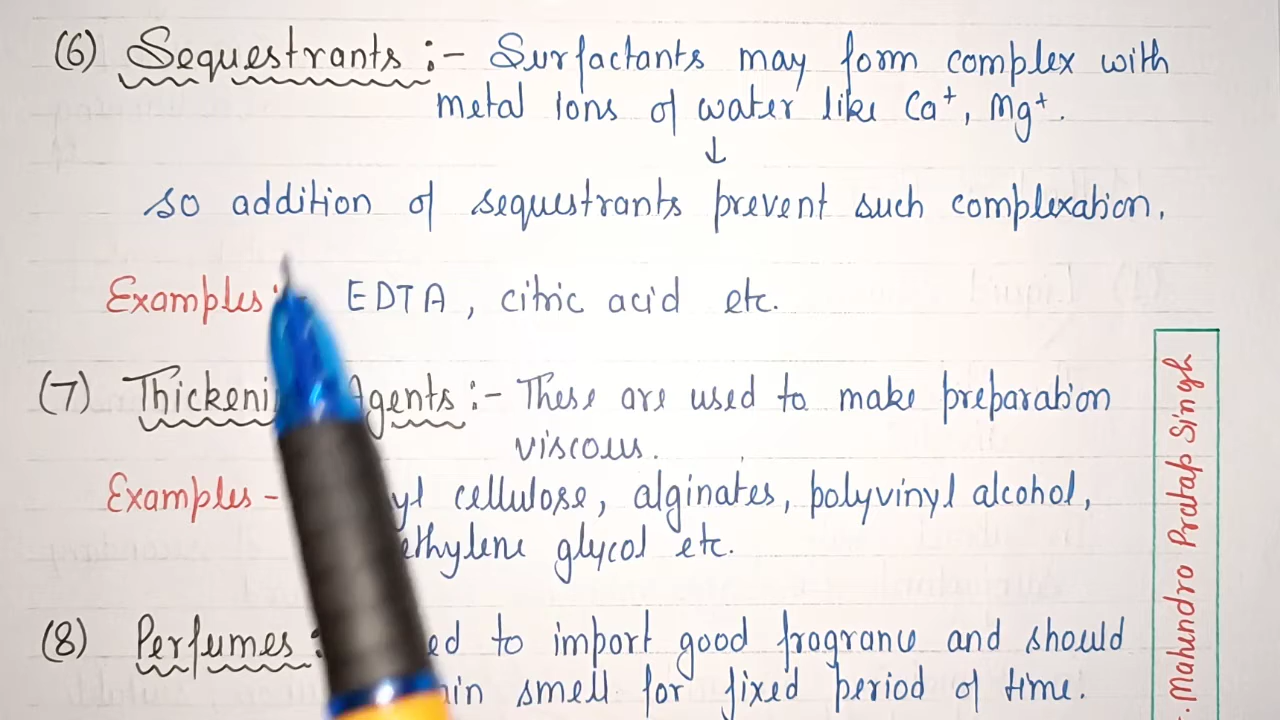 (6) Sequestrants :- Surfactants may form complex with
metal ions of water like Ca⁺, Mg⁺.
↓
so addition of sequestrants prevent such complexation.
Examples :- EDTA, citric acid etc.
(7) Thickenin Agents :- These are used to make preparation
viscous.
Examples - yl cellulose, alginates, polyvinyl alcohol,
ethylene glycol etc.
(8) Perfumes : ed to import good fragrance and should
in smell for fixed period of time.
Mahendra Pratap Singh